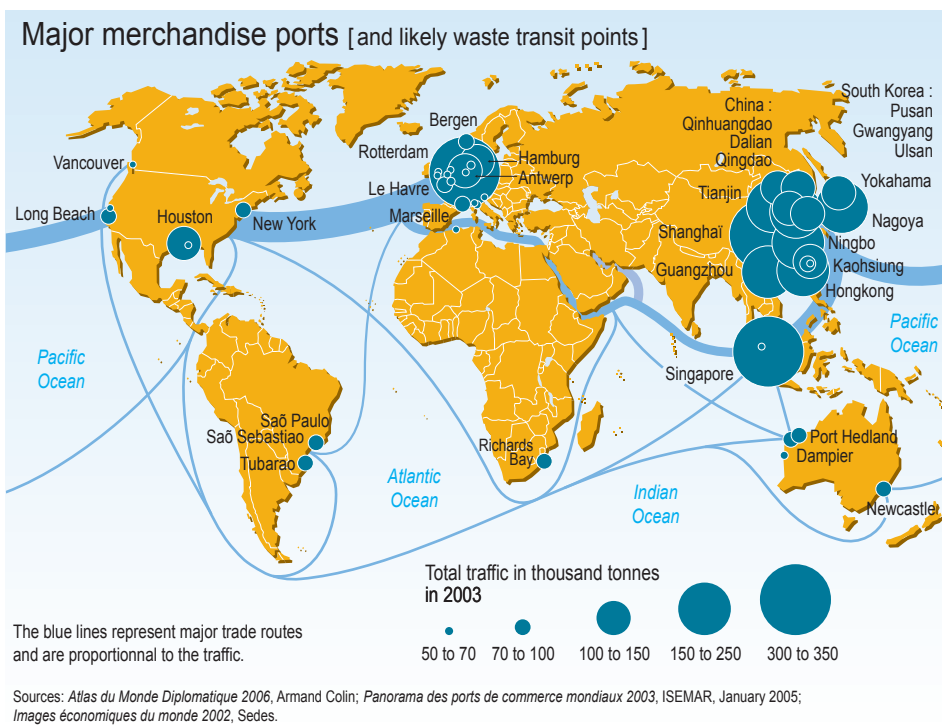 Major merchandise ports [ and likely waste transit points ]
Bergen
Rotterdam
Hamburg
Antwerp
Le Havre
Marseille
Vancouver
Long Beach
Houston
New York
China :
Qinhuangdao
Dalian
Qingdao
South Korea :
Pusan
Gwangyang
Ulsan
Tianjin
Yokahama
Nagoya
Shanghaï
Ningbo
Guangzhou
Kaohsiung
Hongkong
Singapore
Pacific
Ocean
Pacific
Ocean
Saõ Paulo
Saõ Sebastiao
Tubarao
Richards
Bay
Port Hedland
Dampier
Newcastle
Atlantic
Ocean
Indian
Ocean
Total traffic in thousand tonnes
in 2003
50 to 70
70 to 100
100 to 150
150 to 250
300 to 350
The blue lines represent major trade routes
and are proportionnal to the traffic.
Sources: Atlas du Monde Diplomatique 2006, Armand Colin; Panorama des ports de commerce mondiaux 2003, ISEMAR, January 2005;
Images économiques du monde 2002, Sedes.